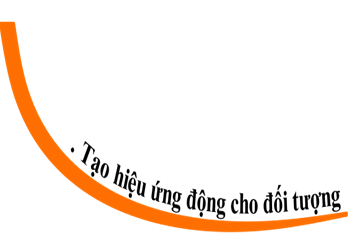 . Tạo hiệu ứng động cho đối tượng